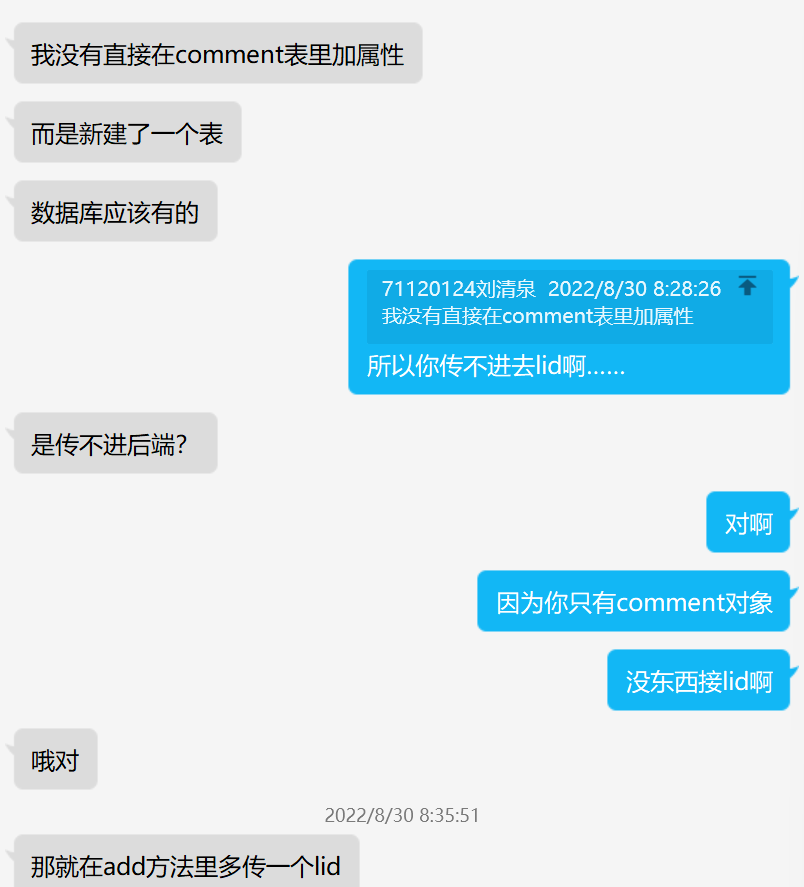 我没有直接在comment表里加属性
而是新建了一个表
数据库应该有的
71120124刘清泉 2022/8/30 8:28:26
我没有直接在comment表里加属性
所以你传不进去lid啊……
是传不进后端？
对啊
因为你只有comment对象
没东西接lid啊
哦对
2022/8/30 8:35:51
那就在add方法里多传一个lid